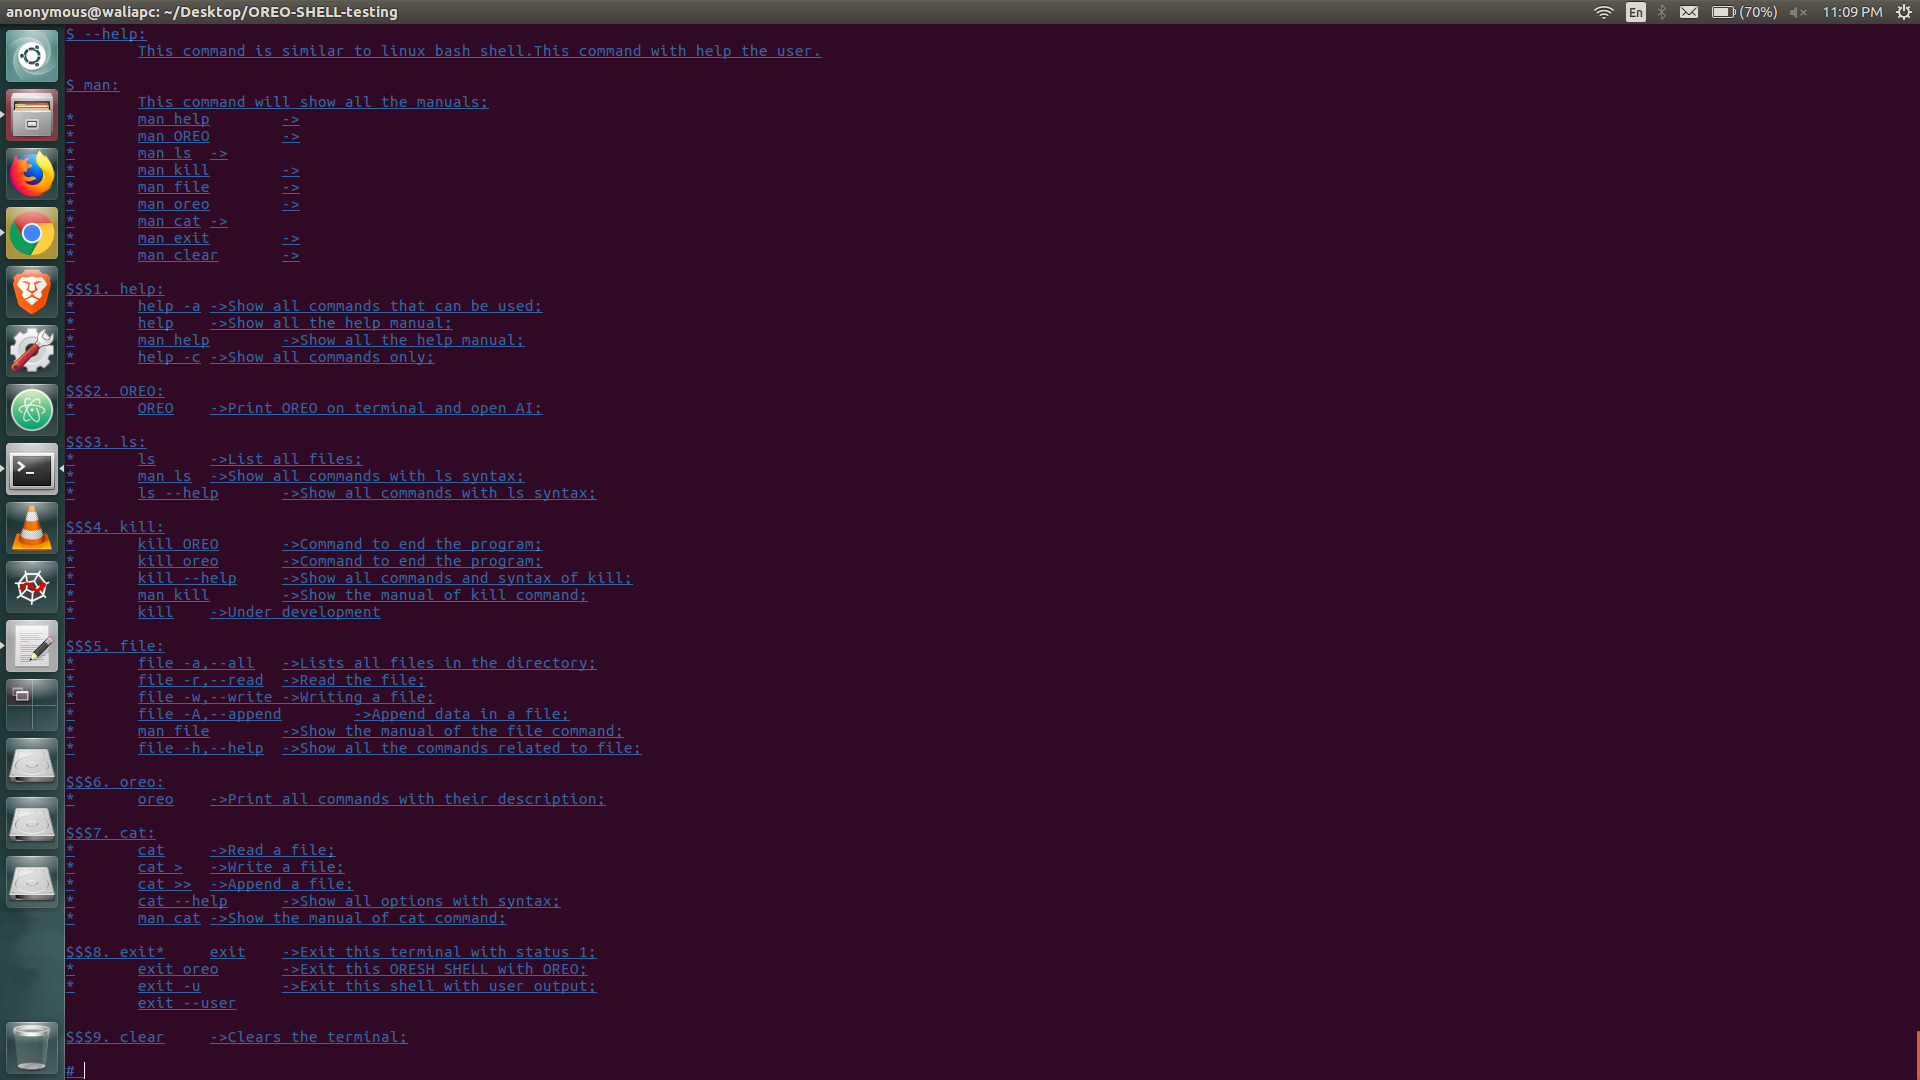 anonymous@waliapc: ~/Desktop/OREO-SHELL-testing En (70%) 11:09 PM
$ --help:
This command is similar to linux bash shell.This command with help the user.
$ man:
This command will show all the manuals;
* man help ->
* man OREO ->
* man ls ->
* man kill ->
* man file ->
* man oreo ->
* man cat ->
* man exit ->
* man clear ->
$$$1. help:
* help -a ->Show all commands that can be used;
* help ->Show all the help manual;
* man help ->Show all the help manual;
* help -c ->Show all commands only;
$$$2. OREO:
* OREO ->Print OREO on terminal and open AI;
$$$3. ls:
* ls ->List all files;
* man ls ->Show all commands with ls syntax;
* ls --help ->Show all commands with ls syntax;
$$$4. kill:
* kill OREO ->Command to end the program;
* kill oreo ->Command to end the program;
* kill --help ->Show all commands and syntax of kill;
* man kill ->Show the manual of kill command;
* kill ->Under development
$$$5. file:
* file -a,--all ->Lists all files in the directory;
* file -r,--read ->Read the file;
* file -w,--write ->Writing a file;
* file -A,--append ->Append data in a file;
* man file ->Show the manual of the file command;
* file -h,--help ->Show all the commands related to file;
$$$6. oreo:
* oreo ->Print all commands with their description;
$$$7. cat:
* cat ->Read a file;
* cat > ->Write a file;
* cat >> ->Append a file;
* cat --help ->Show all options with syntax;
* man cat ->Show the manual of cat command;
$$$8. exit* exit ->Exit this terminal with status 1;
* exit oreo ->Exit this ORESH SHELL with OREO;
* exit -u ->Exit this shell with user output;
exit --user
$$$9. clear ->Clears the terminal;
#